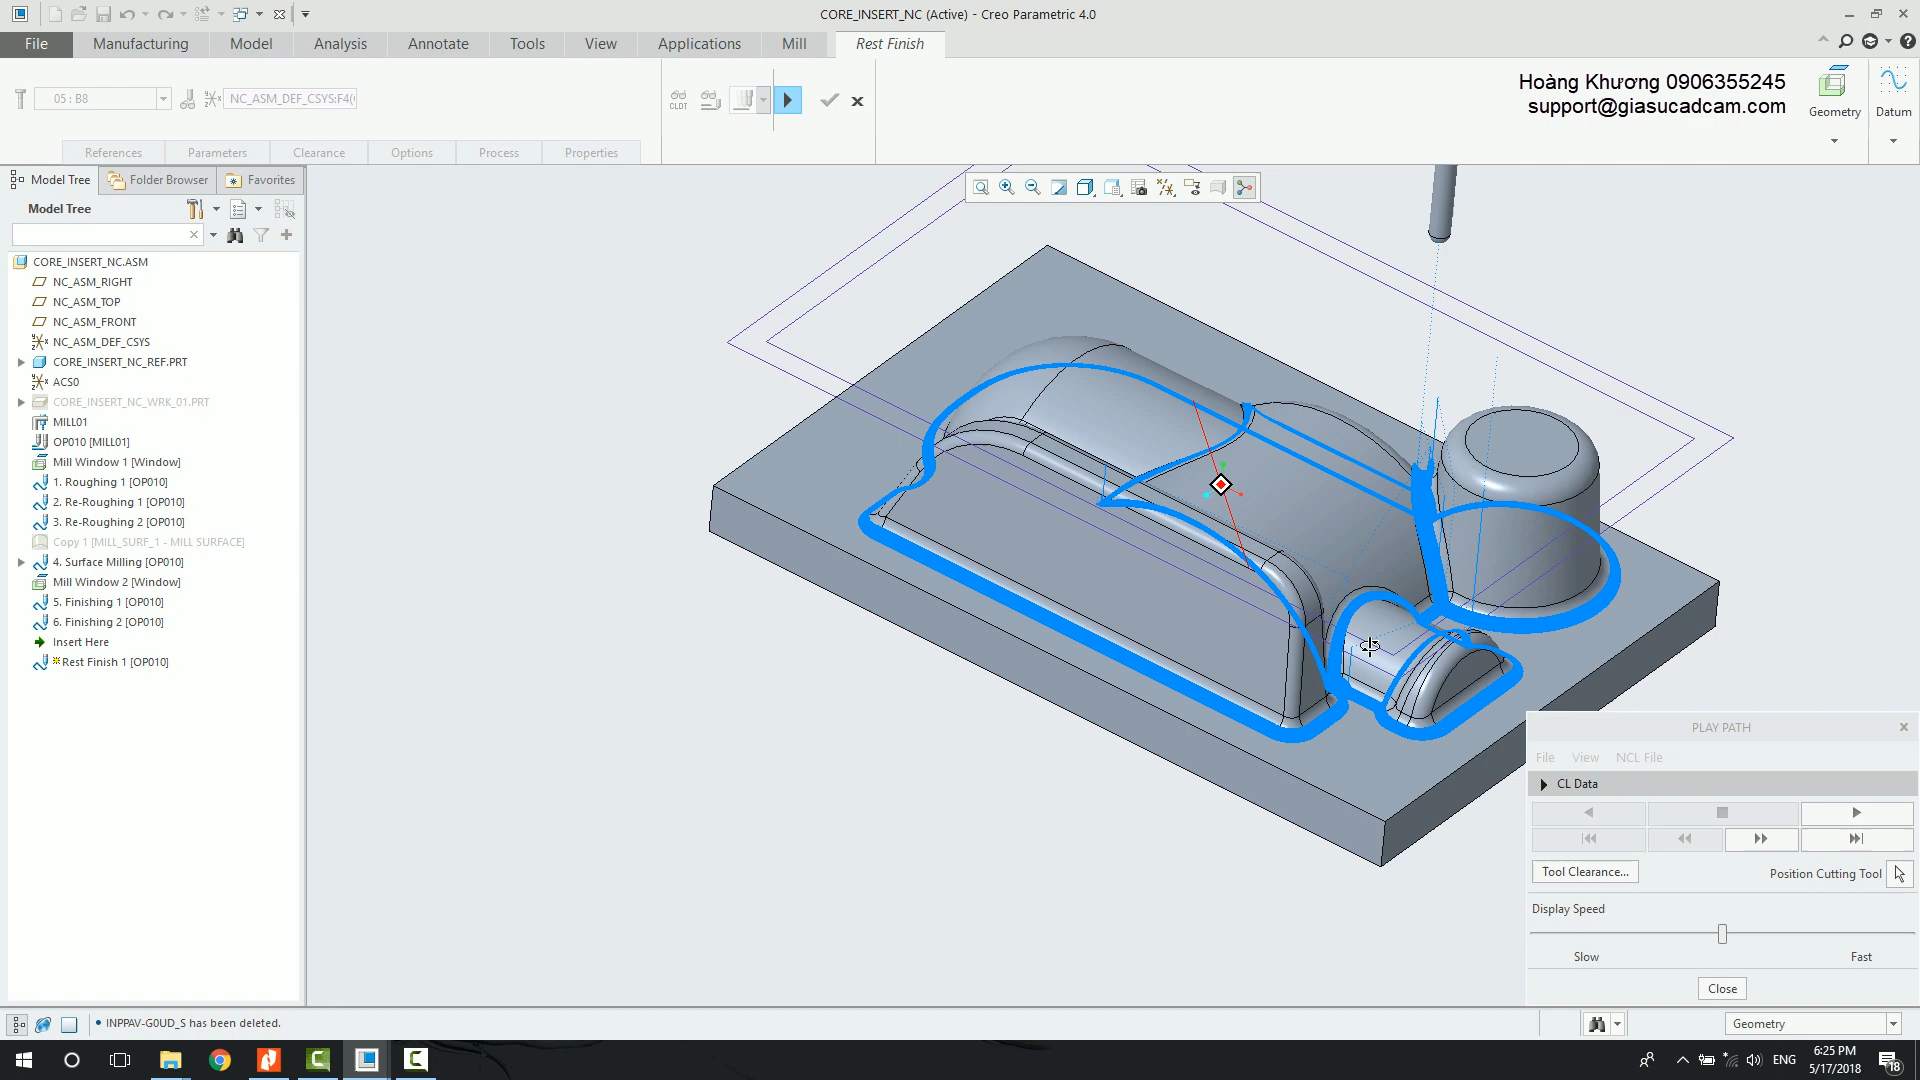 CORE_INSERT_NC (Active) - Creo Parametric 4.0
File
Manufacturing
Model
Analysis
Annotate
Tools
View
Applications
Mill
Rest Finish
05 : B8
NC_ASM_DEF_CSYS:F4(
CLDT
References
Parameters
Clearance
Options
Process
Properties
Hoàng Khương 0906355245
support@giasucadcam.com
Geometry
Datum
Model Tree
Folder Browser
Favorites
Model Tree
CORE_INSERT_NC.ASM
NC_ASM_RIGHT
NC_ASM_TOP
NC_ASM_FRONT
NC_ASM_DEF_CSYS
CORE_INSERT_NC_REF.PRT
ACS0
CORE_INSERT_NC_WRK_01.PRT
MILL01
OP010 [MILL01]
Mill Window 1 [Window]
1. Roughing 1 [OP010]
2. Re-Roughing 1 [OP010]
3. Re-Roughing 2 [OP010]
Copy 1 [MILL_SURF_1 - MILL SURFACE]
4. Surface Milling [OP010]
Mill Window 2 [Window]
5. Finishing 1 [OP010]
6. Finishing 2 [OP010]
Insert Here
Rest Finish 1 [OP010]
PLAY PATH
File
View
NCL File
CL Data
Tool Clearance...
Position Cutting Tool
Display Speed
Slow
Fast
Close
• INPPAV-G0UD_S has been deleted.
Geometry
ENG
6:25 PM
5/17/2018
18